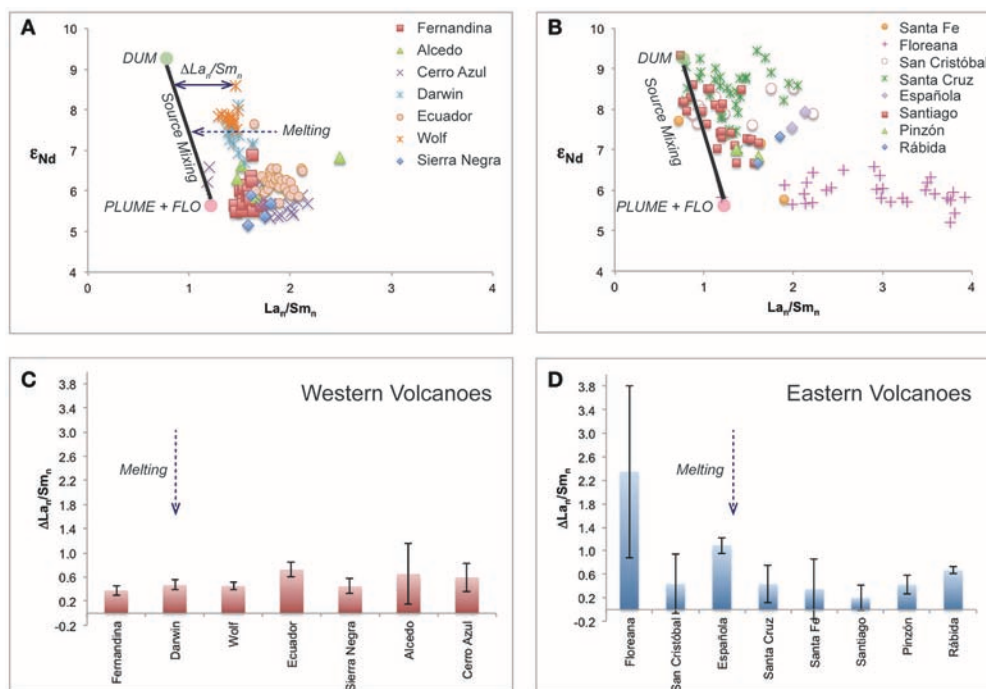 A
10
9
8
7
6
5
4
εNd
0
1
2
3
4
Laₙ/Smₙ
DUM
ΔLaₙ/Smₙ
Source Mixing
Melting
PLUME + FLO
Fernandina
Alcedo
Cerro Azul
Darwin
Ecuador
Wolf
Sierra Negra
B
10
9
8
7
6
5
4
εNd
0
1
2
3
4
Laₙ/Smₙ
DUM
Source Mixing
PLUME + FLO
Santa Fe
Floreana
San Cristóbal
Santa Cruz
Española
Santiago
Pinzón
Rábida
C
Western Volcanoes
3.8
3.4
3.0
2.6
2.2
1.8
1.4
1.0
0.6
0.2
-0.2
ΔLaₙ/Smₙ
Melting
Fernandina
Darwin
Wolf
Ecuador
Sierra Negra
Alcedo
Cerro Azul
D
Eastern Volcanoes
3.8
3.4
3.0
2.6
2.2
1.8
1.4
1.0
0.6
0.2
-0.2
ΔLaₙ/Smₙ
Melting
Floreana
San Cristóbal
Española
Santa Cruz
Santa Fe
Santiago
Pinzón
Rábida